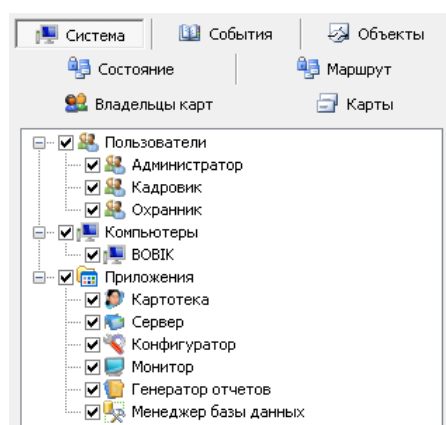 Система События Объекты
Состояние Маршрут
Владельцы карт Карты
Пользователи
Администратор
Кадровик
Охранник
Компьютеры
BOBIK
Приложения
Картотека
Сервер
Конфигуратор
Монитор
Генератор отчетов
Менеджер базы данных